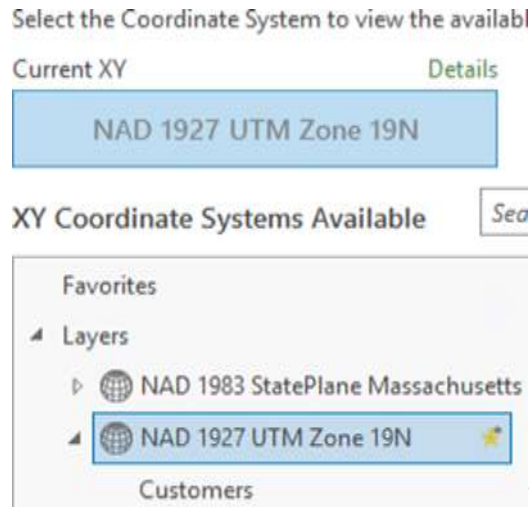 Select the Coordinate System to view the availabl
Current XY Details
NAD 1927 UTM Zone 19N
XY Coordinate Systems Available Sea
Favorites
Layers
NAD 1983 StatePlane Massachusetts
NAD 1927 UTM Zone 19N
Customers